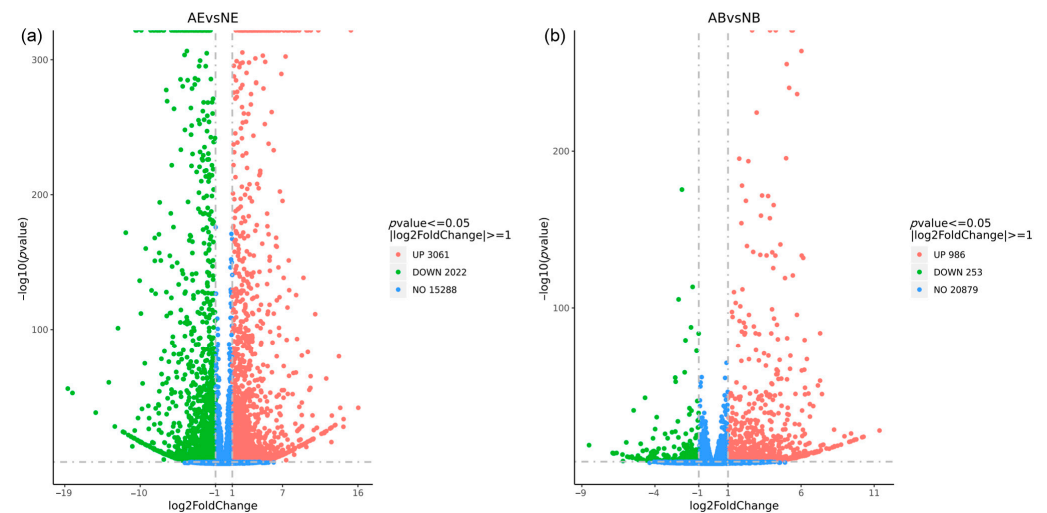 (a)
AEvsNE
300
200
100
−log10(pvalue)
-19
-10
-1
1
7
16
log2FoldChange
pvalue<=0.05
|log2FoldChange|>=1
UP 3061
DOWN 2022
NO 15288
(b)
ABvsNB
200
100
−log10(pvalue)
-9
-4
-1
1
6
11
log2FoldChange
pvalue<=0.05
|log2FoldChange|>=1
UP 986
DOWN 253
NO 20879